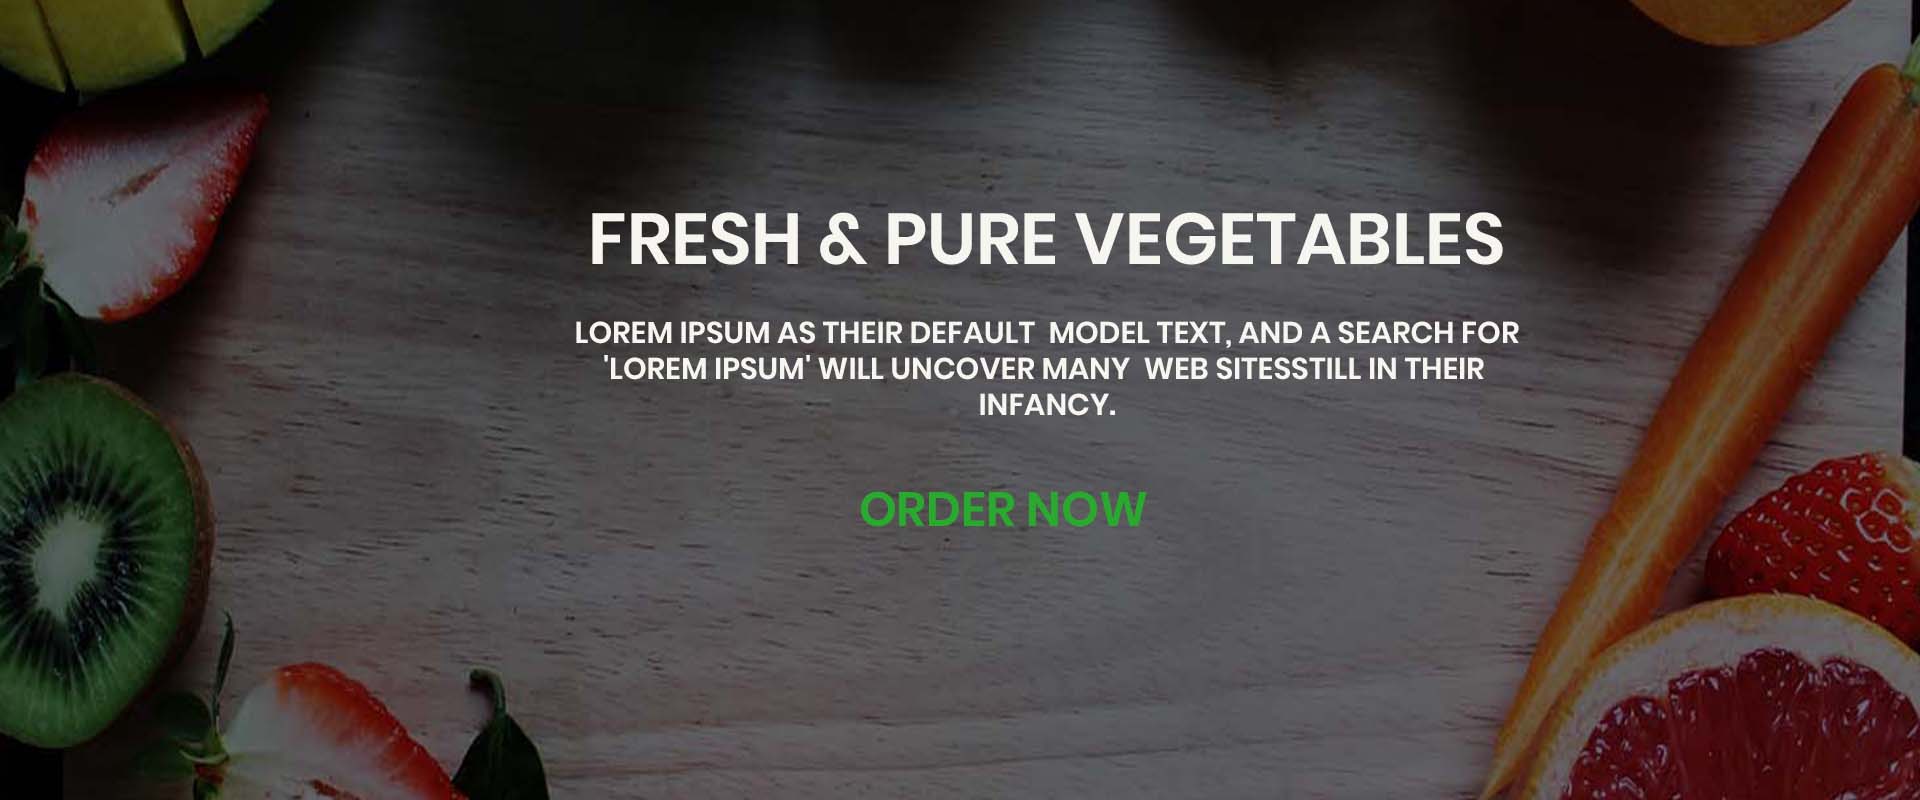 FRESH & PURE VEGETABLES
LOREM IPSUM AS THEIR DEFAULT  MODEL TEXT, AND A SEARCH FOR
'LOREM IPSUM' WILL UNCOVER MANY  WEB SITESSTILL IN THEIR
INFANCY.
ORDER NOW